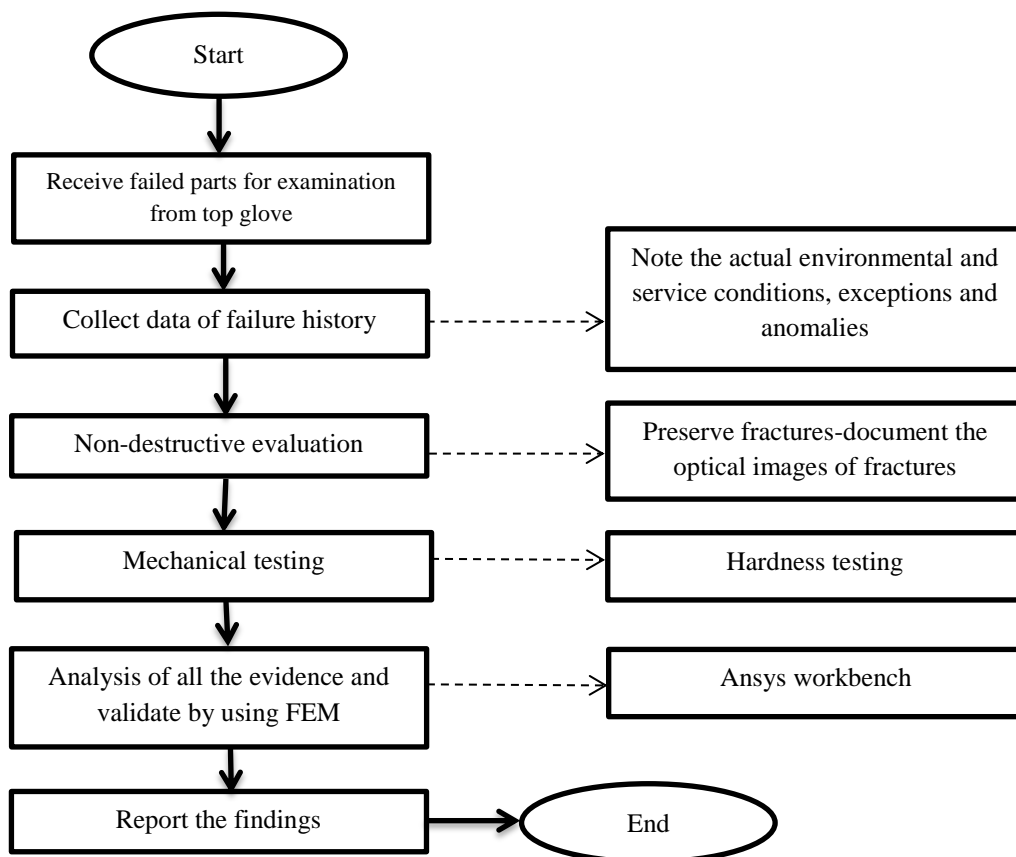 Start
Receive failed parts for examination
from top glove
Collect data of failure history
Note the actual environmental and
service conditions, exceptions and
anomalies
Non-destructive evaluation
Preserve fractures-document the
optical images of fractures
Mechanical testing
Hardness testing
Analysis of all the evidence and
validate by using FEM
Ansys workbench
Report the findings
End